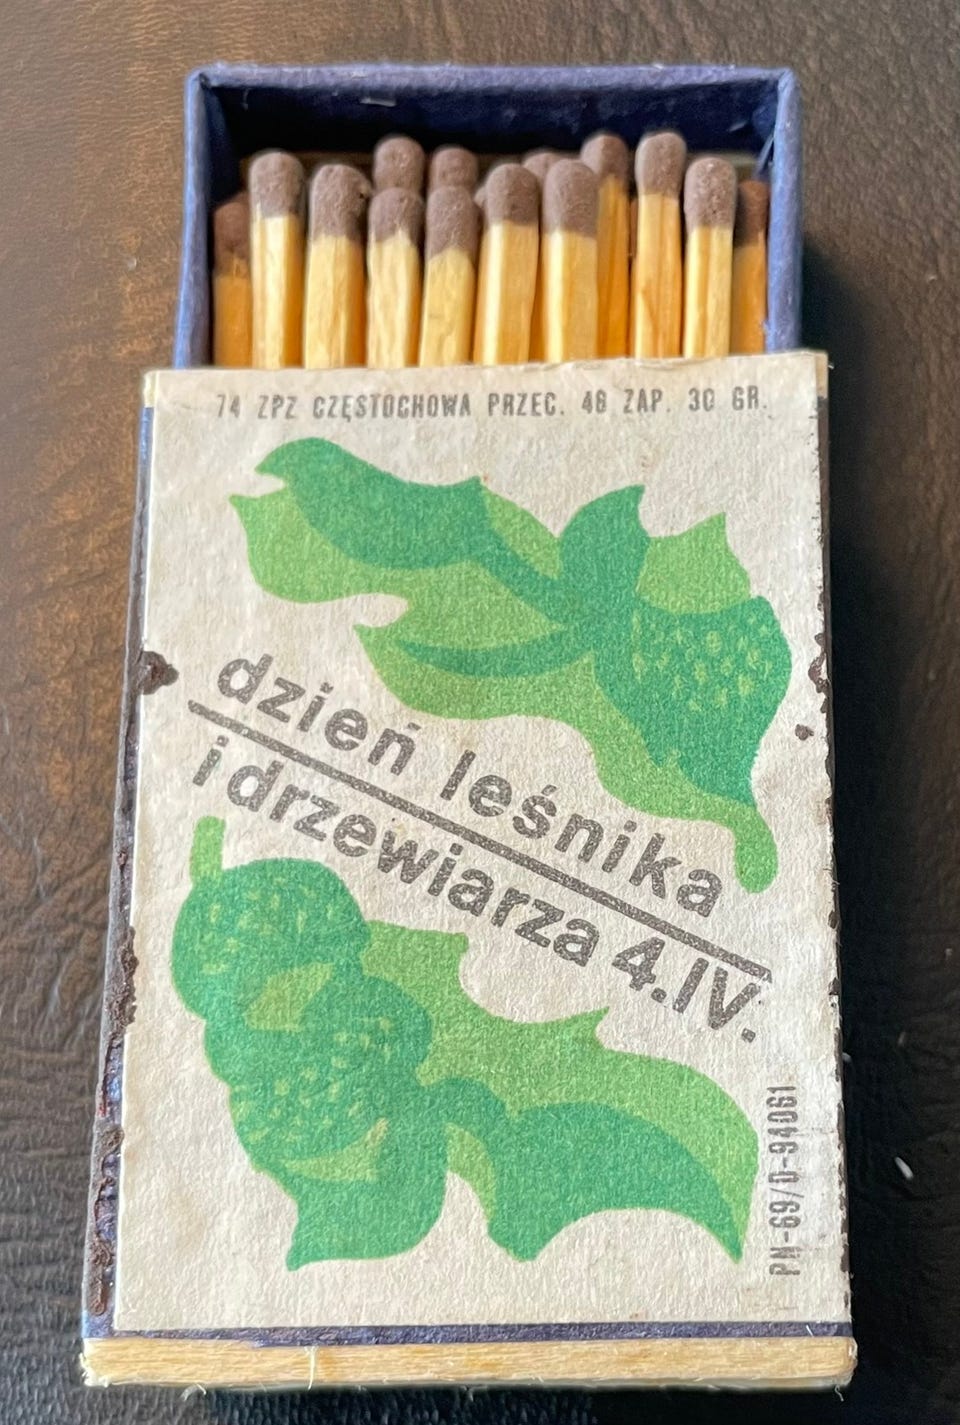 74 ZPZ CZĘSTOCHOWA PRZEC. 48 ZAP. 30 GR.
dzień leśnika
i drzewiarza 4.IV.
PN-69/D-94061